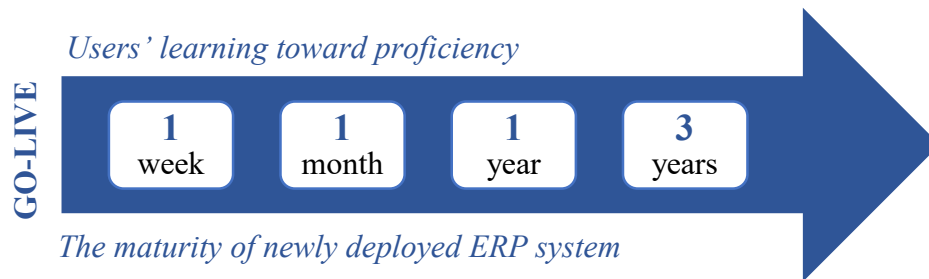 Users’ learning toward proficiency
GO-LIVE
1
week
1
month
1
year
3
years
The maturity of newly deployed ERP system